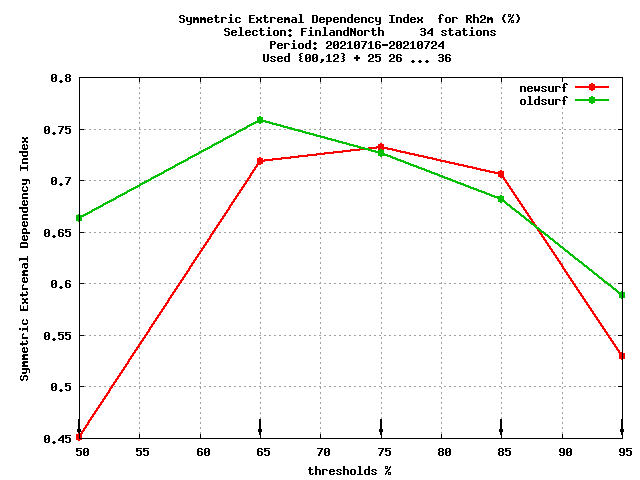 Symmetric Extremal Dependency Index  for Rh2m (%)
Selection: FinlandNorth     34 stations
Period: 20210716-20210724
Used {00,12} + 25 26 ... 36
newsurf
oldsurf
Symmetric Extremal Dependency Index
0.8
0.75
0.7
0.65
0.6
0.55
0.5
0.45
50 55 60 65 70 75 80 85 90 95
thresholds %